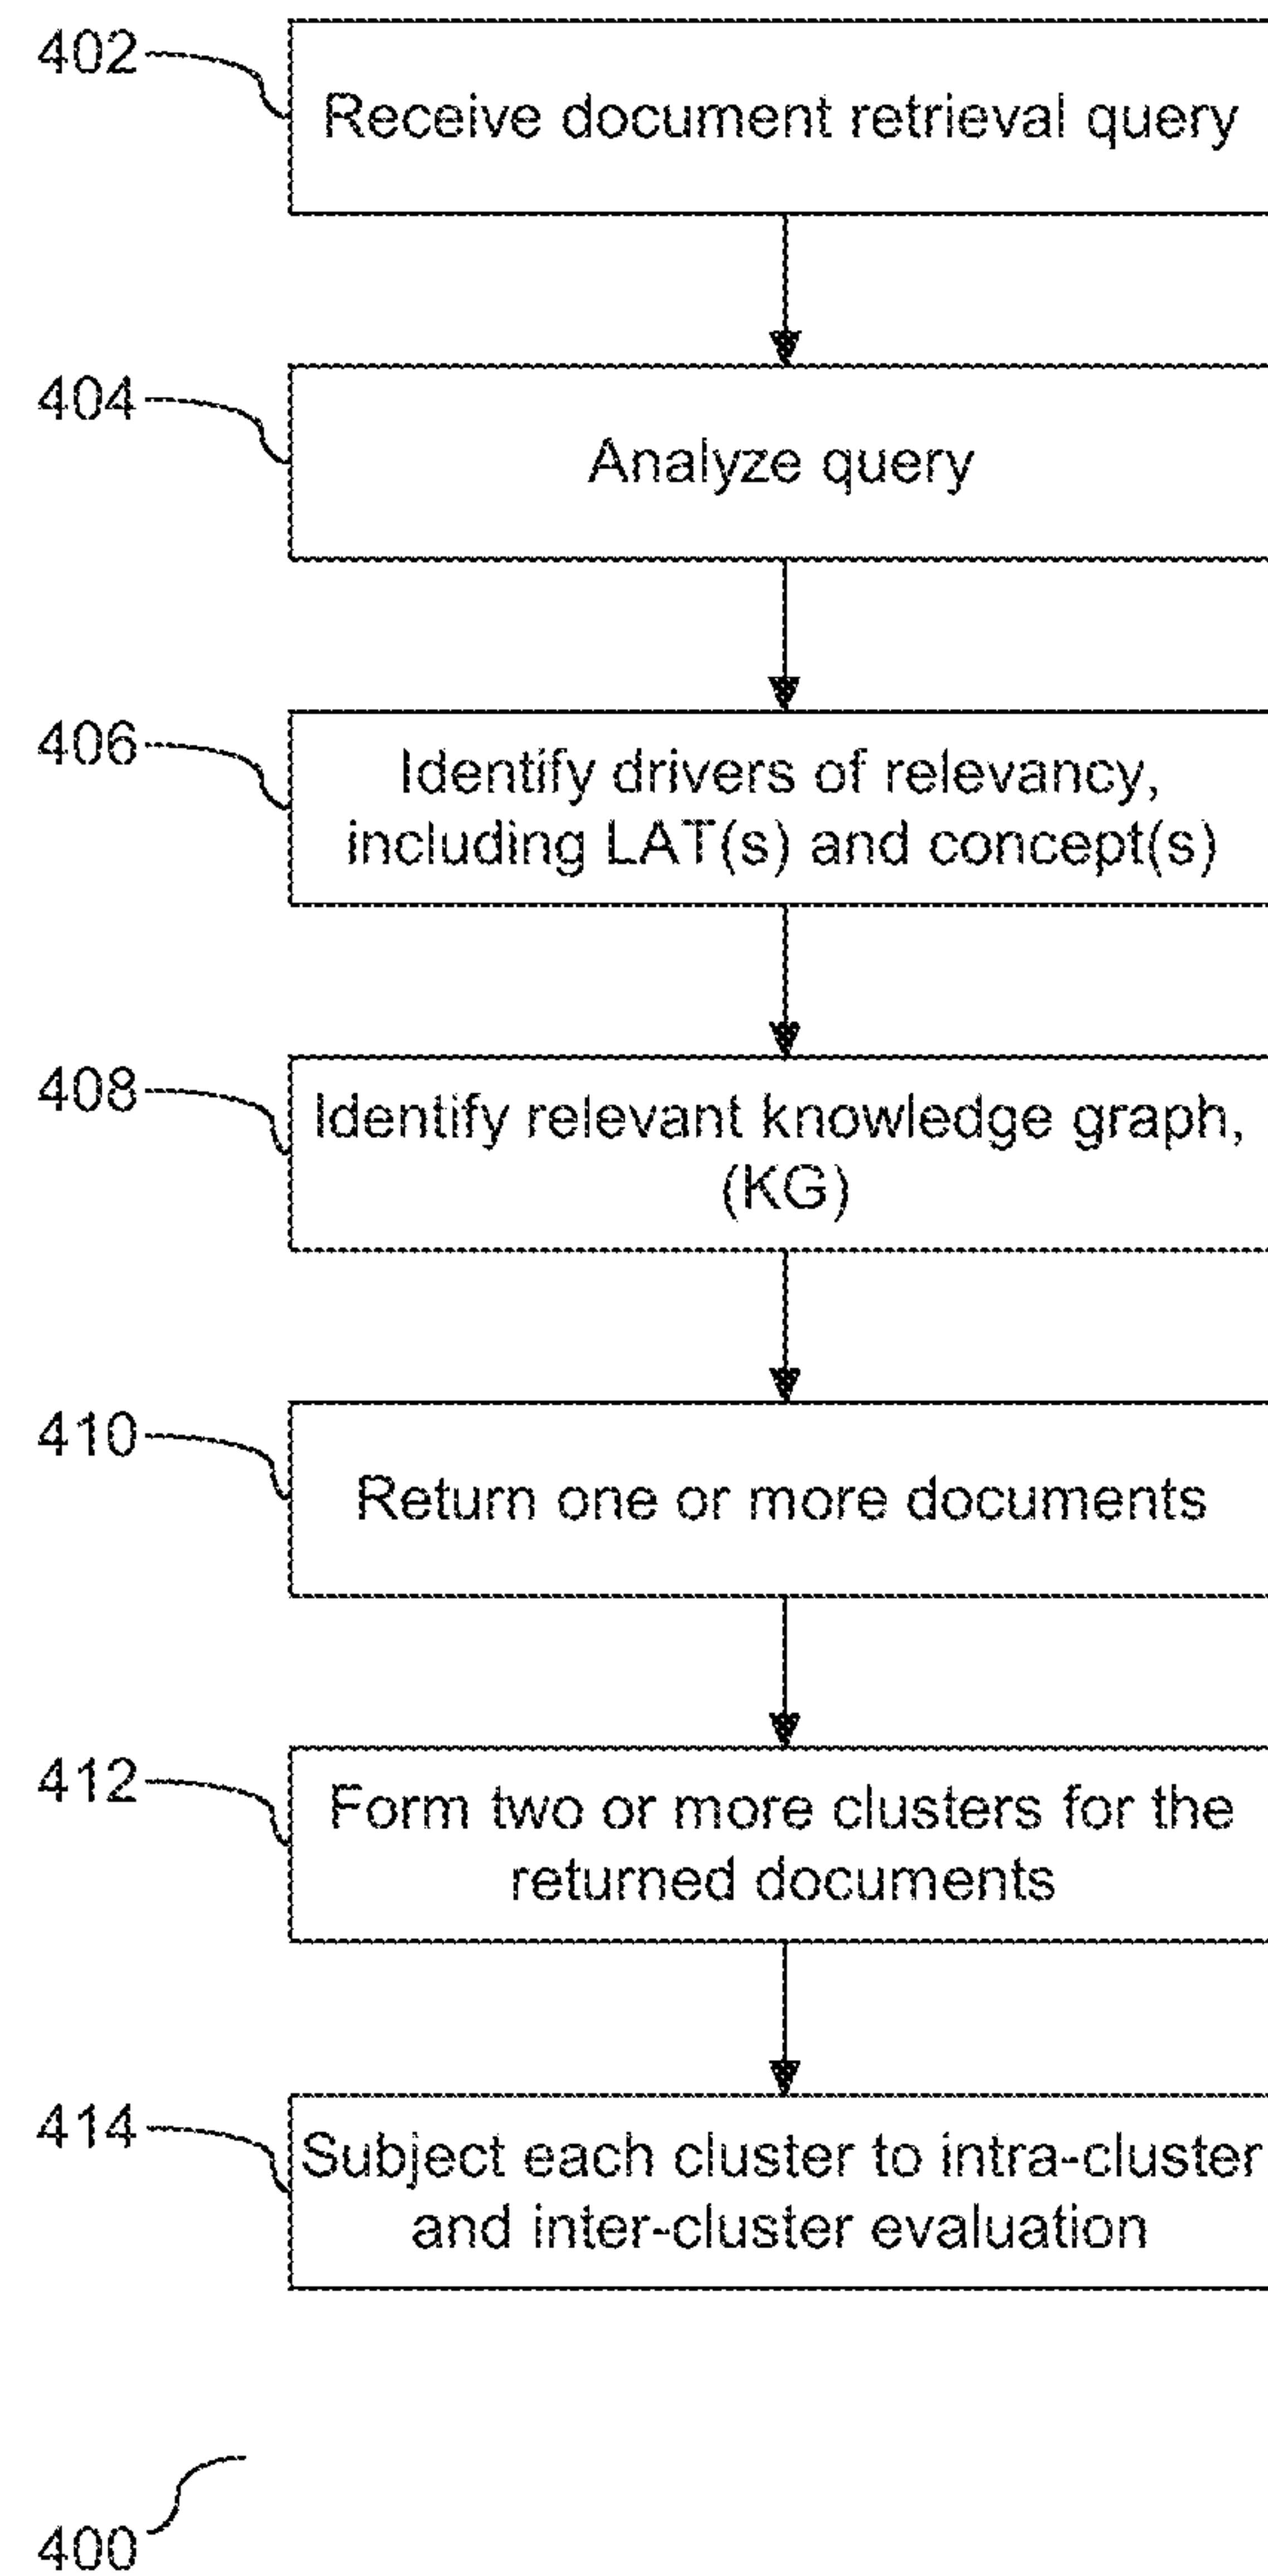 402
Receive document retrieval query
404
Analyze query
406
Identify drivers of relevancy,
including LAT(s) and concept(s)
408
Identify relevant knowledge graph,
(KG)
410
Return one or more documents
412
Form two or more clusters for the
returned documents
414
Subject each cluster to intra-cluster
and inter-cluster evaluation
400